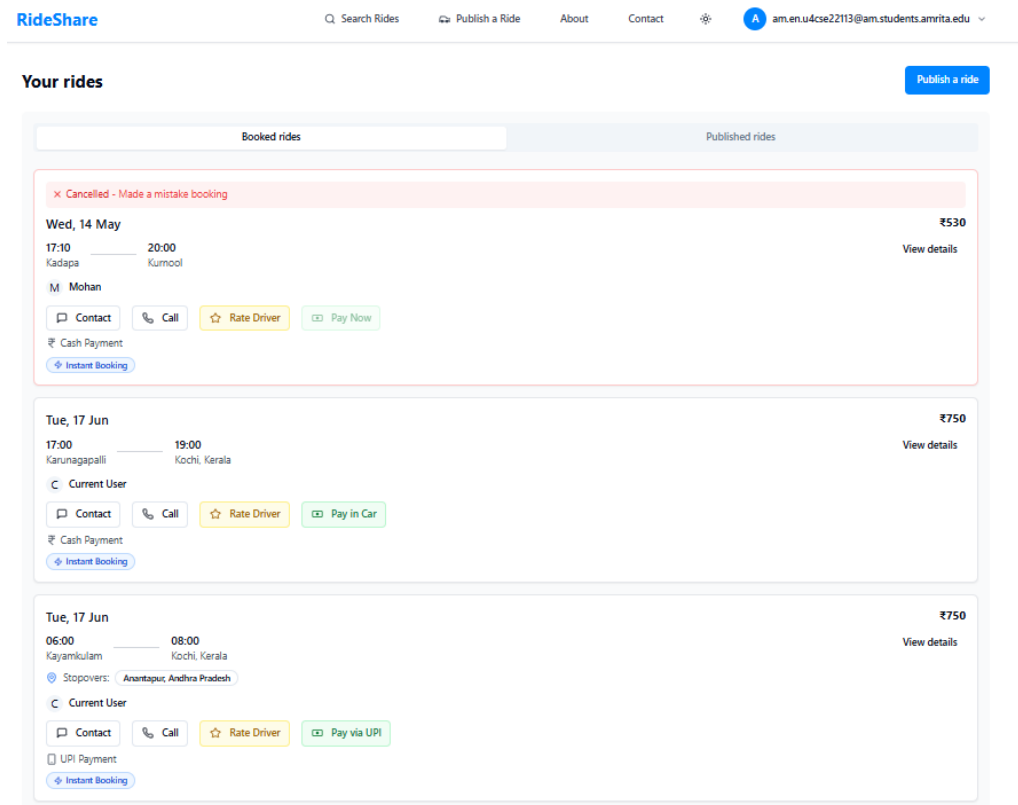 RideShare
Search Rides Publish a Ride About Contact A am.en.u4cse22113@am.students.amrita.edu
Your rides
Publish a ride
Booked rides Published rides
× Cancelled - Made a mistake booking
Wed, 14 May ₹530
17:10 20:00 View details
Kadapa Kurnool
M Mohan
Contact Call Rate Driver Pay Now
₹ Cash Payment
Instant Booking
Tue, 17 Jun ₹750
17:00 19:00 View details
Karunagapalli Kochi, Kerala
C Current User
Contact Call Rate Driver Pay in Car
₹ Cash Payment
Instant Booking
Tue, 17 Jun ₹750
06:00 08:00 View details
Kayamkulam Kochi, Kerala
Stopovers: Anantapur, Andhra Pradesh
C Current User
Contact Call Rate Driver Pay via UPI
UPI Payment
Instant Booking